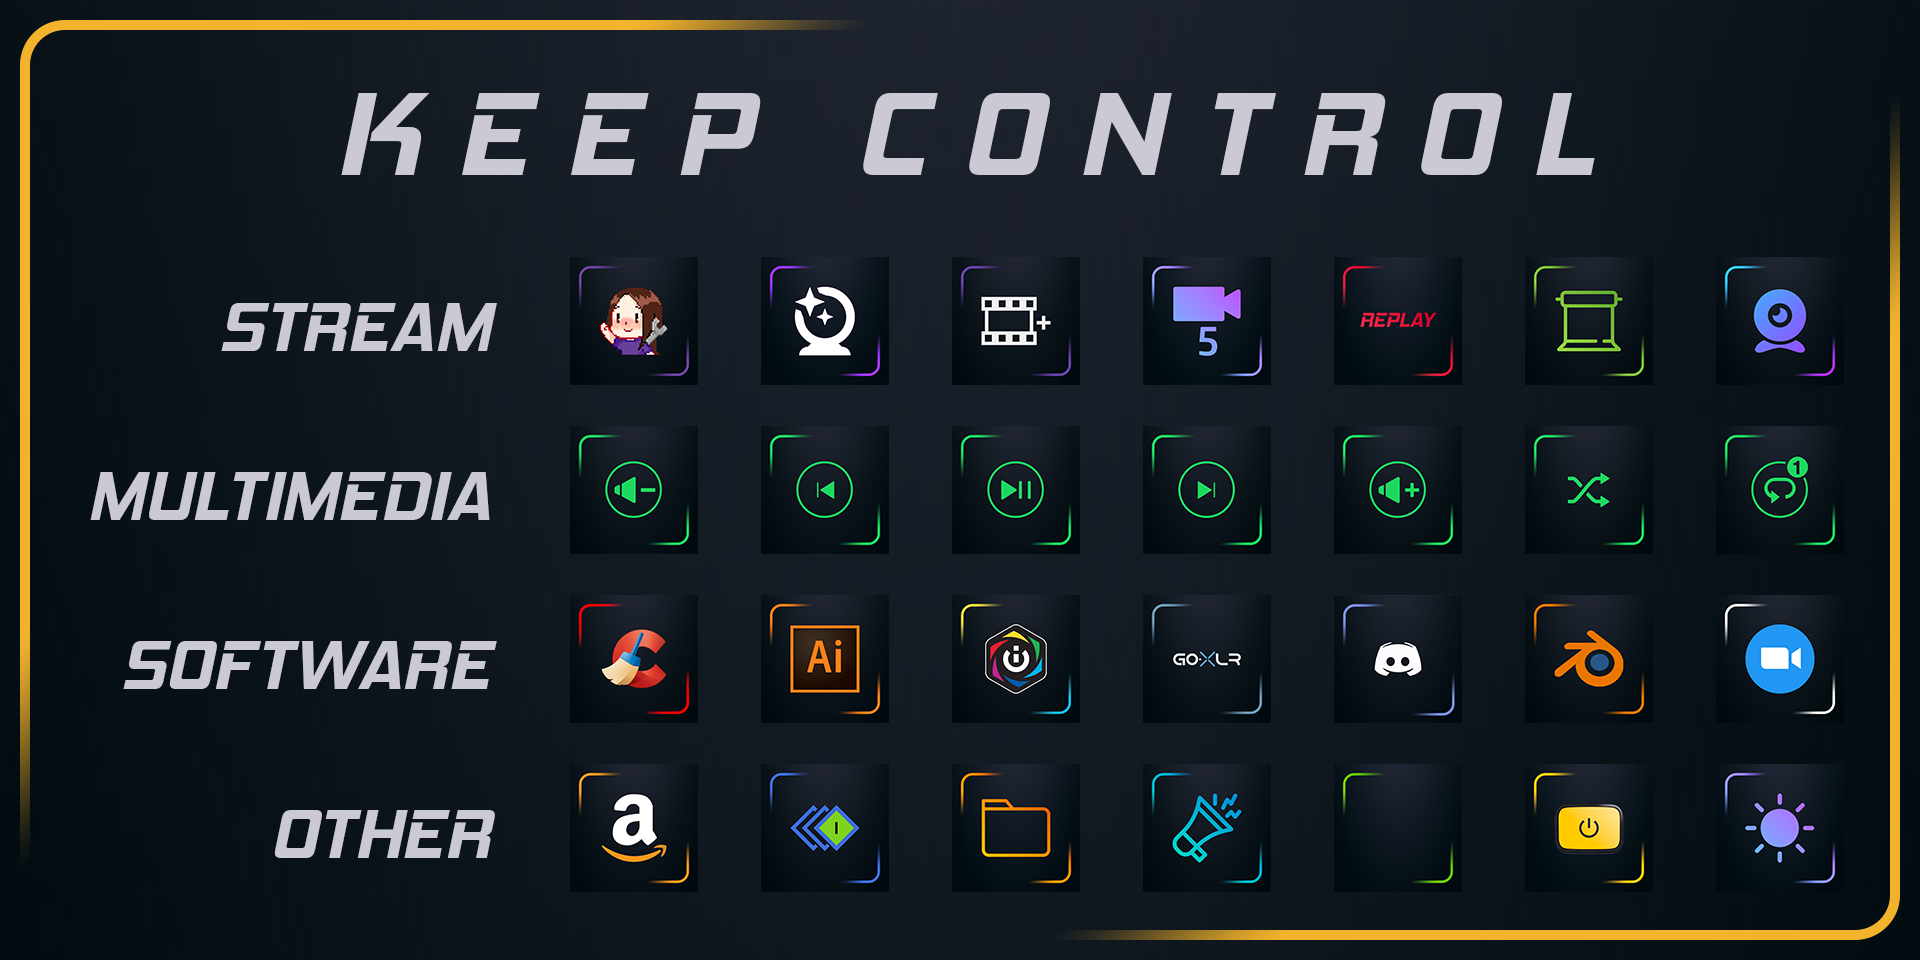 KEEP CONTROL
STREAM
5
REPLAY
MULTIMEDIA
1
SOFTWARE
Ai
GO XLR
OTHER
a